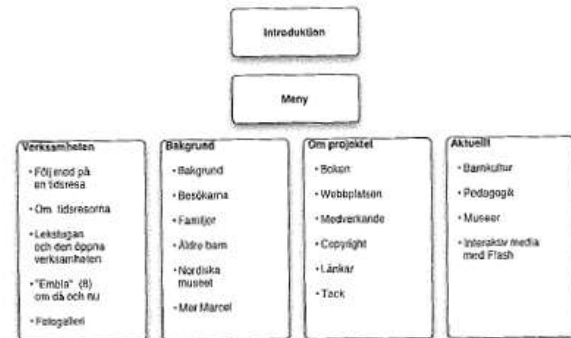 Introduktion
Meny
Verksamheten
• Följ med på
en tidsresa
• Om tidsresorna
Lekstugan
och den öppna
verksamheten
• "Embla" (8)
om då och nu
• Fotogalleri
Bakgrund
• Bakgrund
• Besökarna
• Familjer
• Äldre barn
• Nordiska
museet
• Mer Marcel
Om projektet
• Boken
• Webbplatsen
• Medverkande
• Copyright
• Länkar
• Tack
Aktuellt
• Barnkultur
• Pedagogik
• Museer
• Interaktiv media
med Flash